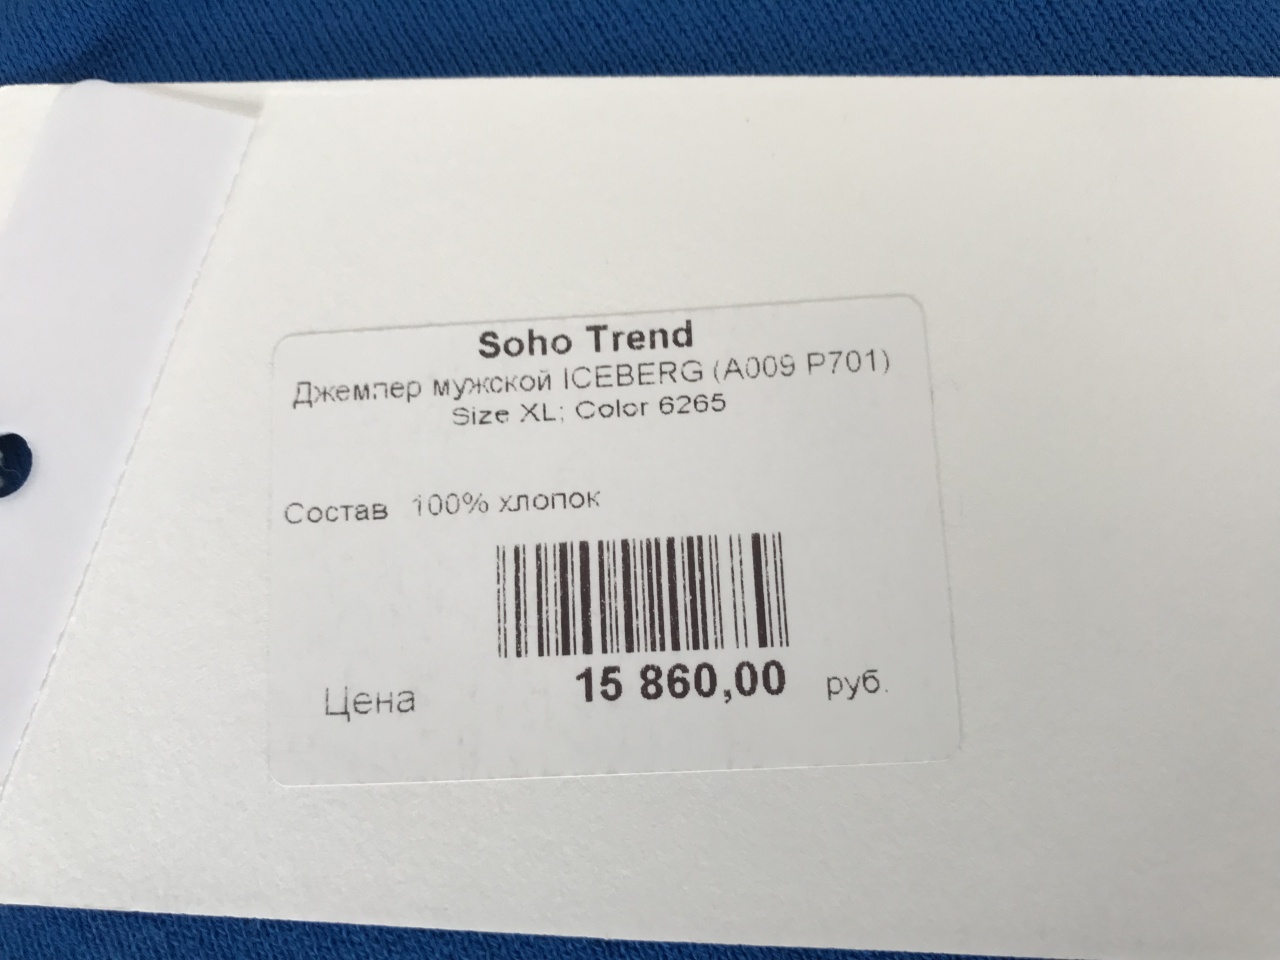 Soho Trend
Джемпер мужской ICEBERG (A009 P701)
Size XL; Color 6265
Состав 100% хлопок
Цена 15 860,00 руб.